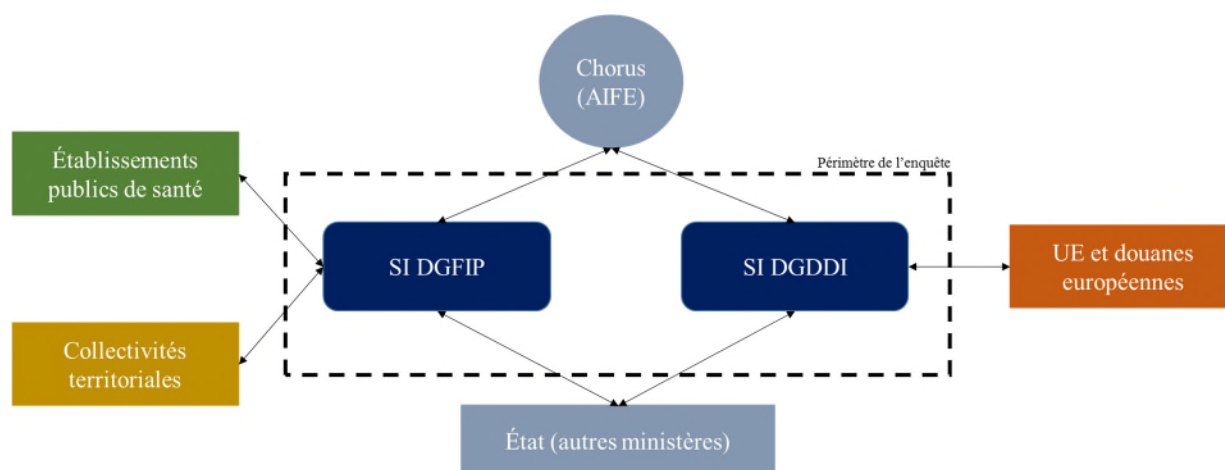 Chorus
(AIFE)
Établissements
publics de santé
Périmètre de l'enquête
SI DGFIP
SI DGDDI
UE et douanes
européennes
Collectivités
territoriales
État (autres ministères)